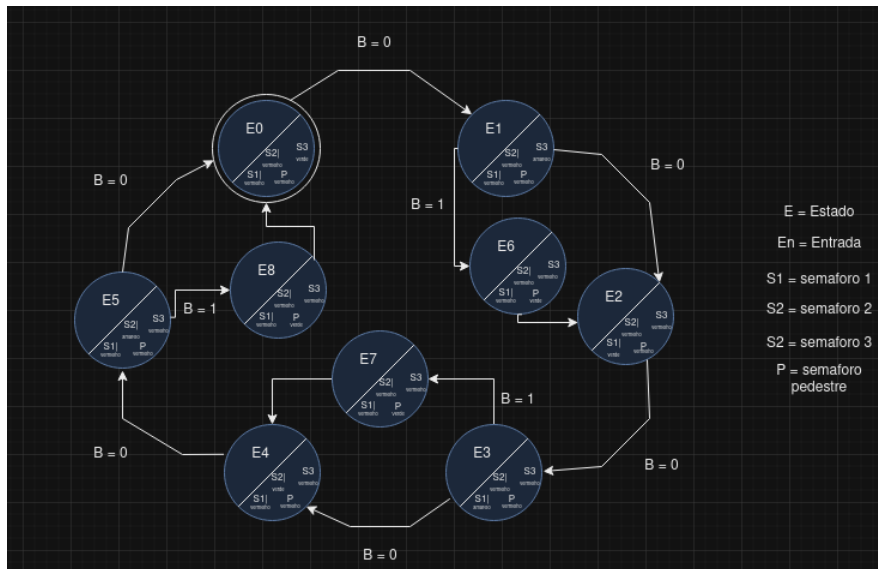 B = 0
E0
S2|
vermelho
S3
verde
S1|
vermelho
P
vermelho
E1
S2|
vermelho
S3
amarelo
S1|
vermelho
P
vermelho
B = 0
B = 0
B = 1
E = Estado
En = Entrada
S1 = semaforo 1
S2 = semaforo 2
S2 = semaforo 3
P = semaforo
pedestre
E6
S2|
vermelho
S3
vermelho
S1|
vermelho
P
verde
E8
S2|
vermelho
S3
vermelho
S1|
vermelho
P
verde
E2
S2|
vermelho
S3
vermelho
S1|
verde
P
vermelho
E5
S2|
amarelo
S3
vermelho
S1|
vermelho
P
vermelho
B = 1
E7
S2|
vermelho
S3
vermelho
S1|
vermelho
P
verde
B = 1
E4
S2|
verde
S3
vermelho
S1|
vermelho
P
vermelho
E3
S2|
vermelho
S3
vermelho
S1|
amarelo
P
vermelho
B = 0
B = 0
B = 0